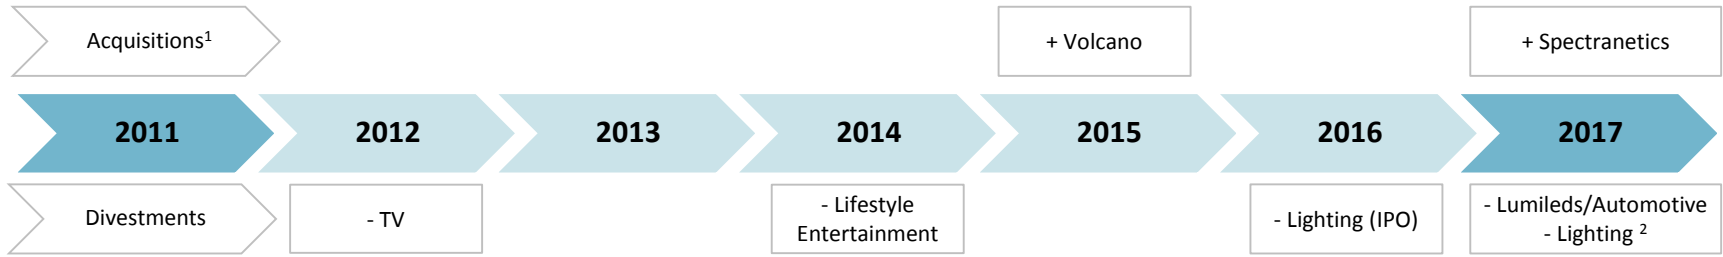 Acquisitions¹
+ Volcano
+ Spectranetics
2011
2012
2013
2014
2015
2016
2017
Divestments
- TV
- Lifestyle
Entertainment
- Lighting (IPO)
- Lumileds/Automotive
- Lighting ²